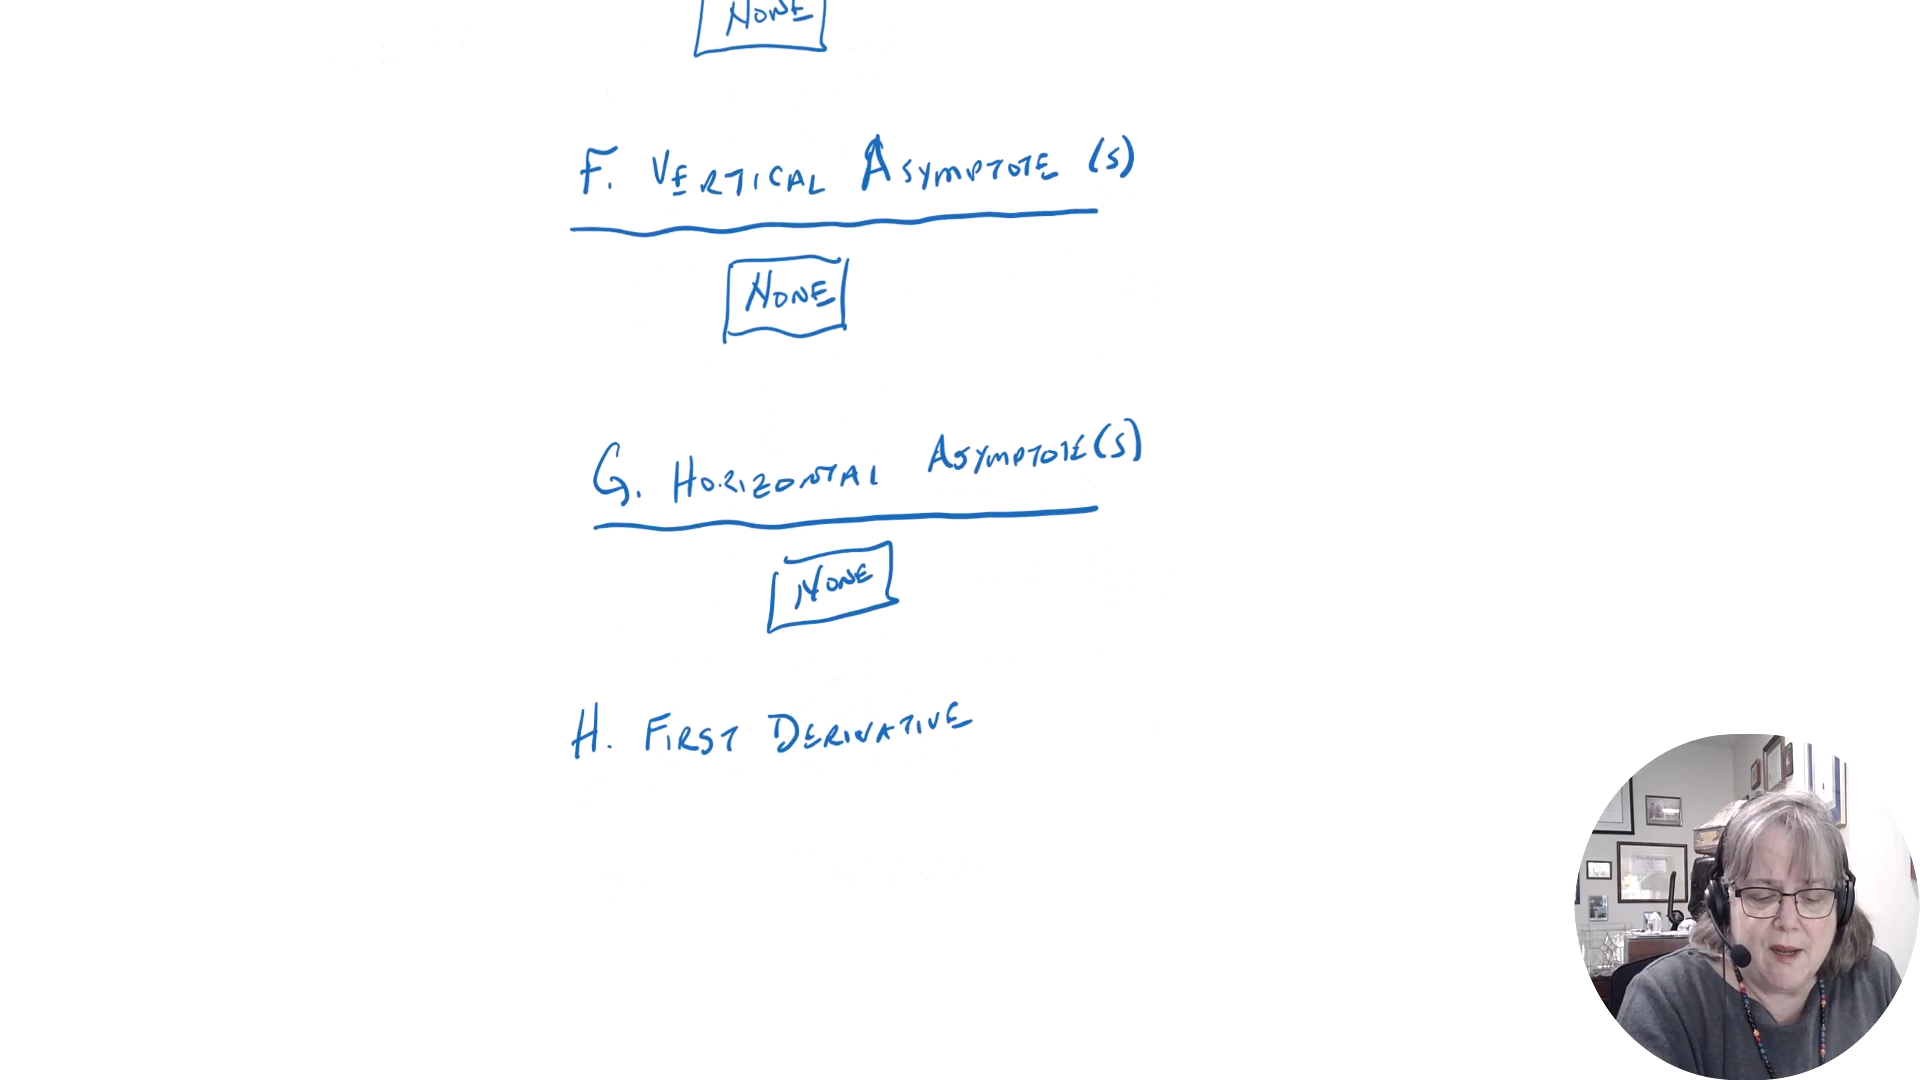 NONE
F. VERTICAL ASYMPTOTE (S)
NONE
G. HORIZONTAL ASYMPTOTE(S)
NONE
H. FIRST DERIVATIVE